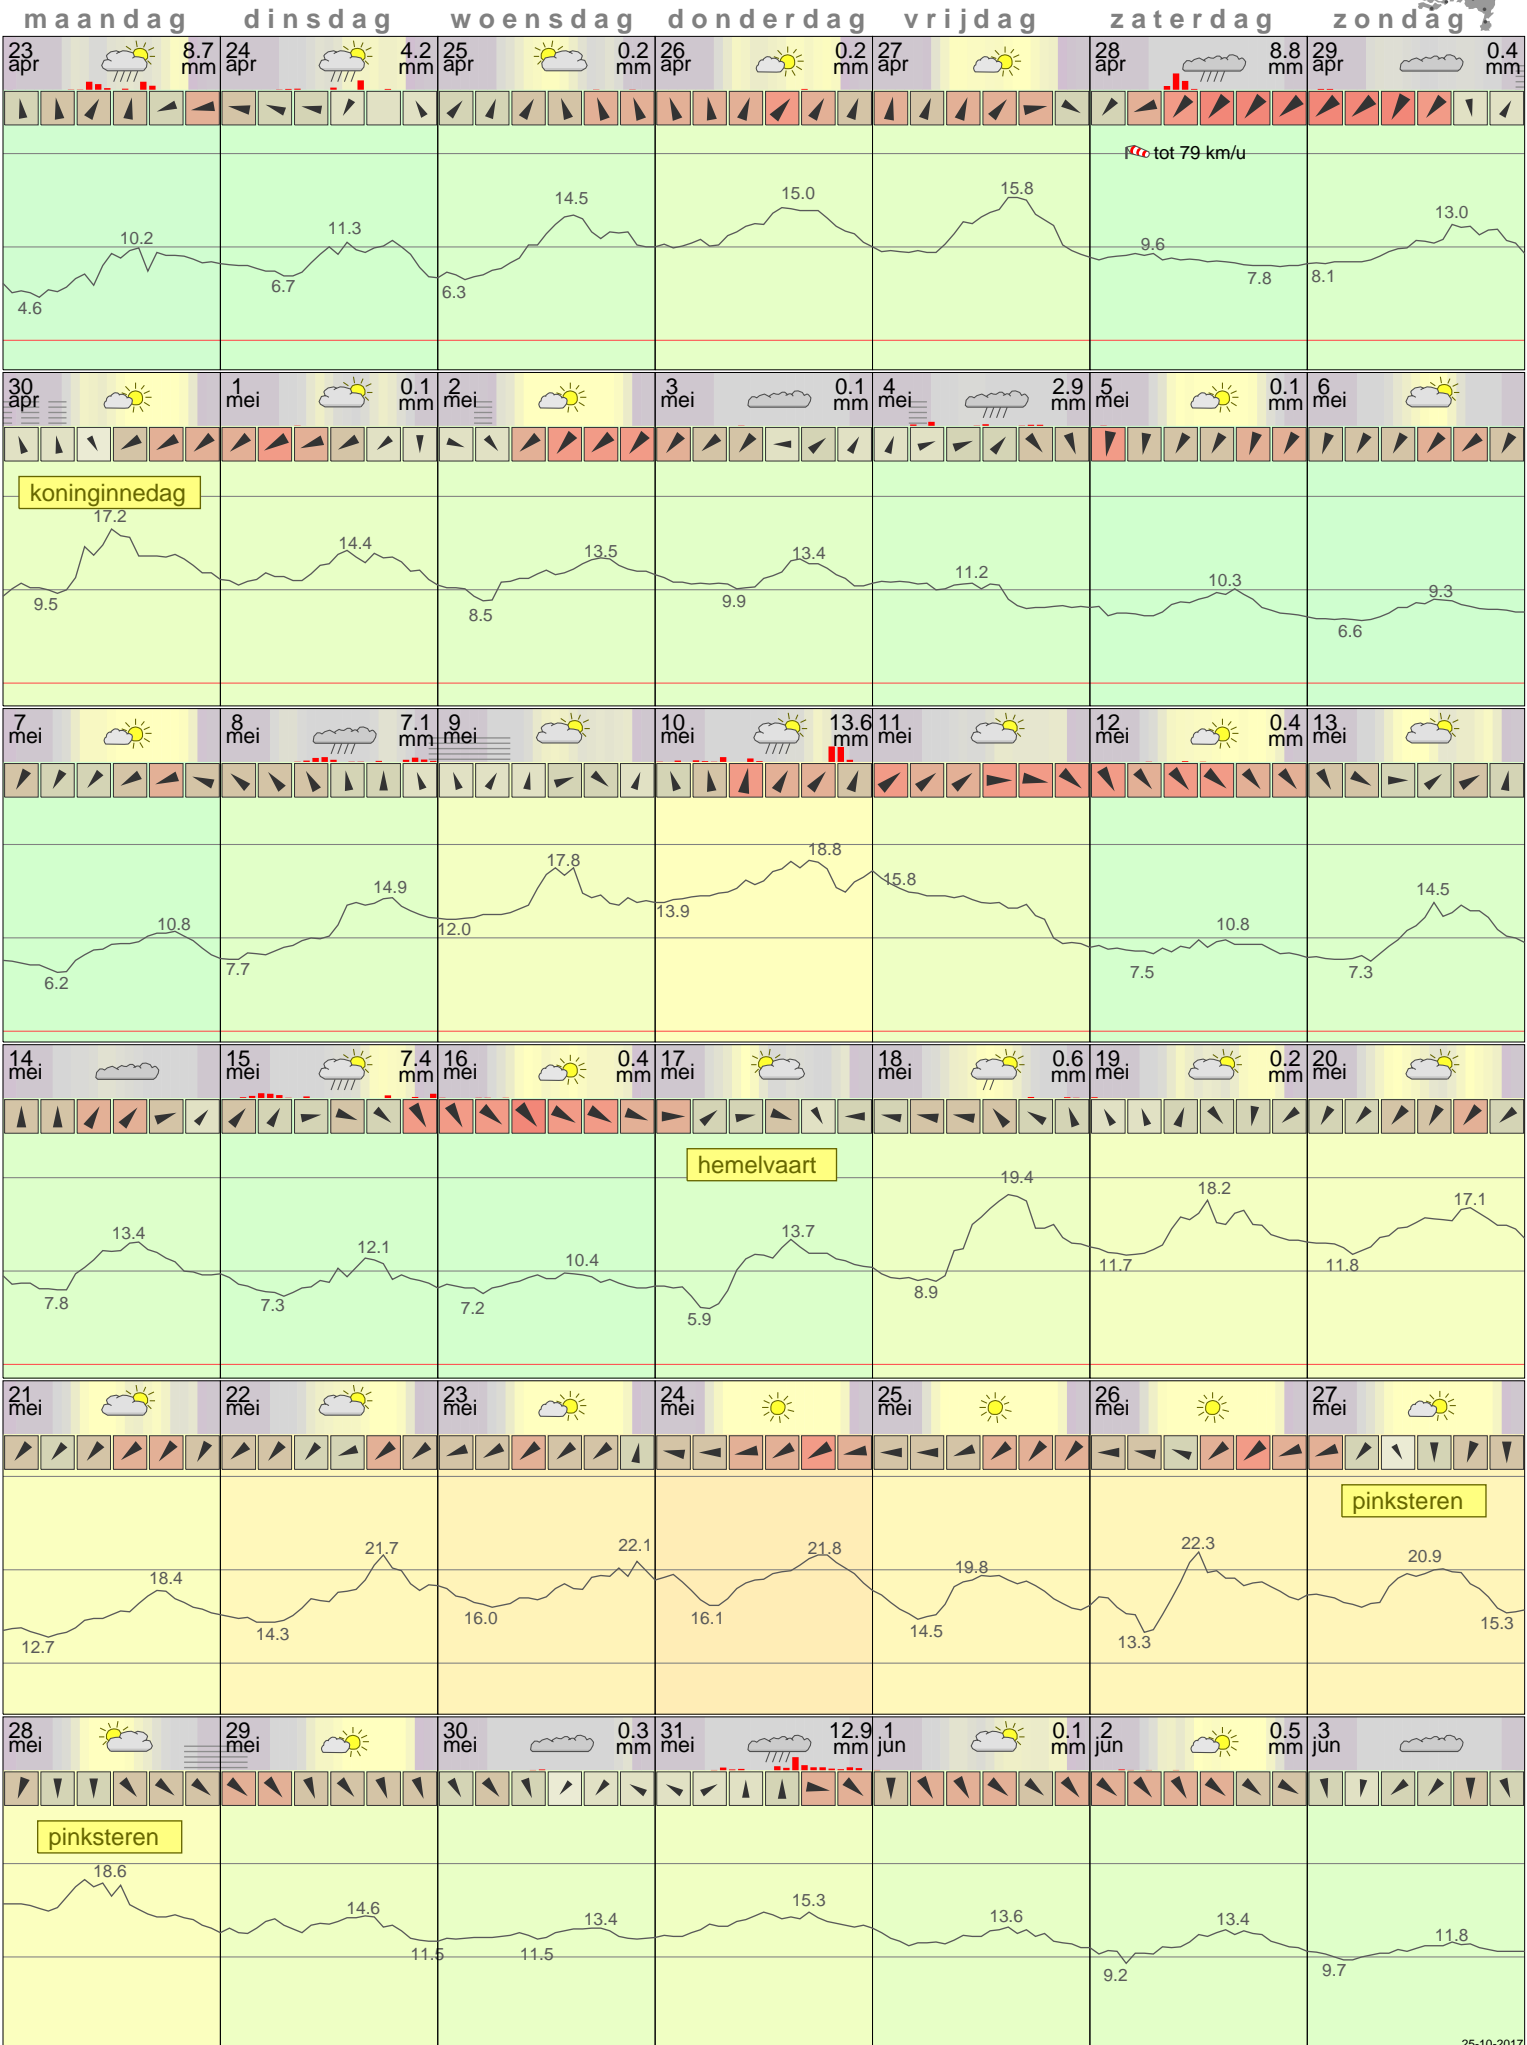 maandag dinsdag woensdag donderdag vrijdag zaterdag zondag
23 8.7 24 4.2 25 0.2 26 0.2 27 28 8.8 29 0.4
apr mm apr mm apr mm apr mm apr apr mm apr mm
tot 79 km/u
10.2 11.3 14.5 15.0 15.8 9.6 13.0
4.6 6.7 6.3 7.8 8.1
30 1 0.1 2 3 0.1 4 2.9 5 0.1 6
apr mei mm mei mei mm mei mm mei mm mei
koninginnedag
17.2 14.4 13.5 13.4 11.2 10.3 9.3
9.5 8.5 9.9 6.6
7 8 7.1 9 10 13.6 11 12 0.4 13
mei mei mm mei mei mm mei mei mm mei
10.8 14.9 17.8 18.8 15.8 10.8 14.5
6.2 7.7 12.0 13.9 7.5 7.3
14 15 7.4 16 0.4 17 18 0.6 19 0.2 20
mei mei mm mei mm mei mei mm mei mm mei
hemelvaart
13.4 12.1 10.4 13.7 19.4 18.2 17.1
7.8 7.3 7.2 5.9 8.9 11.7 11.8
21 22 23 24 25 26 27
mei mei mei mei mei mei mei
pinksteren
18.4 21.7 22.1 21.8 19.8 22.3 20.9
12.7 14.3 16.0 16.1 14.5 13.3 15.3
28 29 30 0.3 31 12.9 1 0.1 2 0.5 3
mei mei mei mm mei mm jun mm jun mm jun
pinksteren
18.6 14.6 13.4 15.3 13.6 13.4 11.8
11.5 11.5 9.2 9.7
25-10-2017